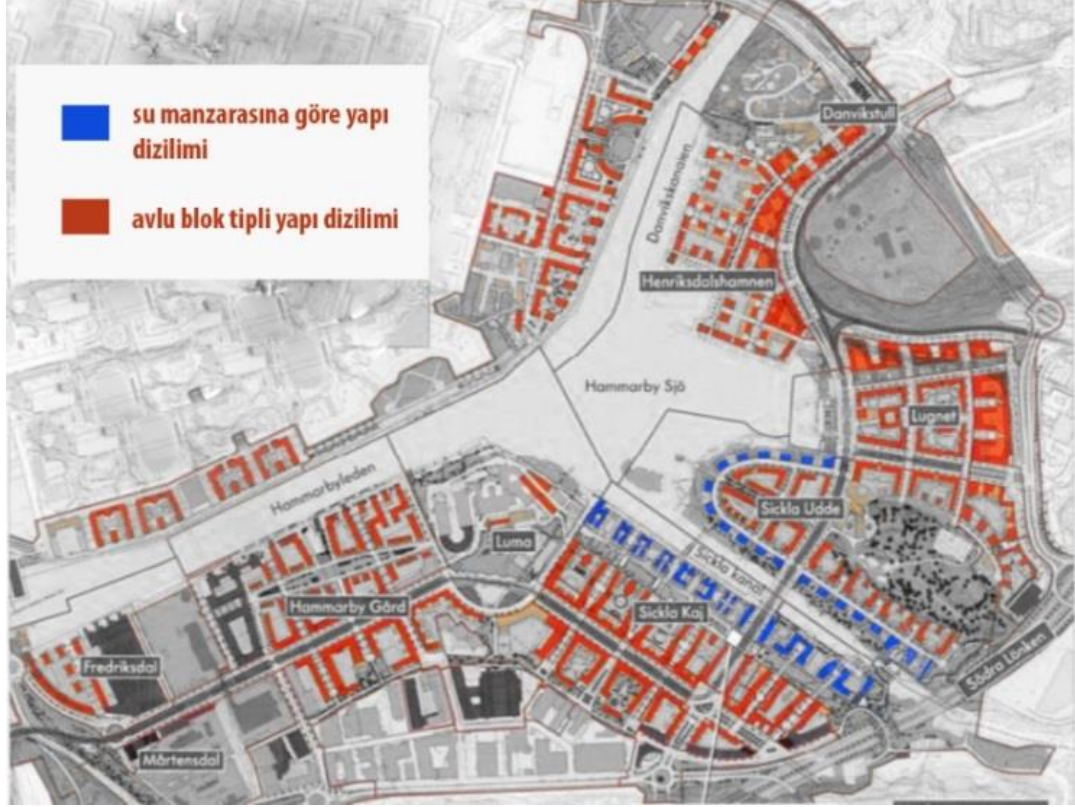 su manzarasına göre yapı
dizilimi
avlu blok tipli yapı dizilimi
Danvikstull
Danvikskanalen
Henriksdalshamnen
Hammarby Sjö
Lugnet
Hammarbyleden
Sickla Udde
Luma
Sickla kanal
Hammarby Gård
Sickla Kaj
Fredriksdal
Södra Länken
Mårtensdal